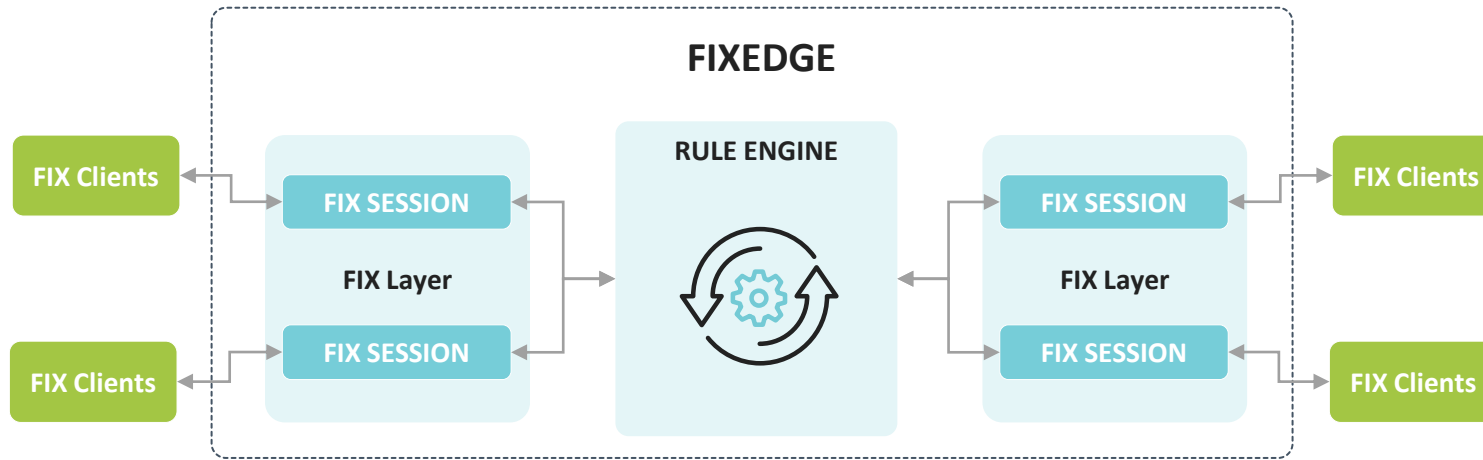 FIXEDGE
RULE ENGINE
FIX Clients
FIX SESSION
FIX SESSION
FIX Clients
FIX Layer
FIX Layer
FIX Clients
FIX SESSION
FIX SESSION
FIX Clients